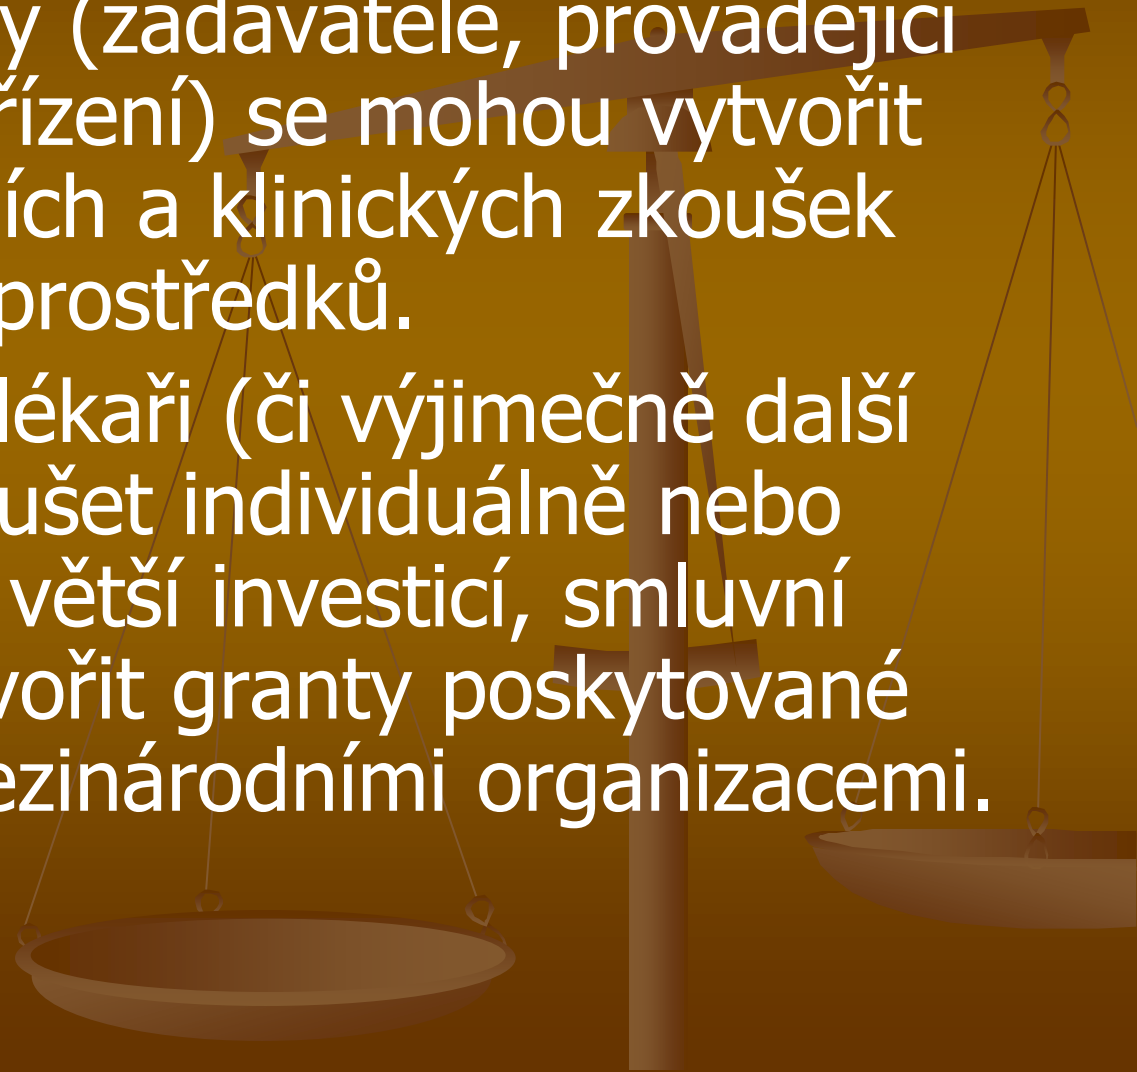 y (zadavatele, provádějící
řízení) se mohou vytvořit
ích a klinických zkoušek
prostředků.
lékaři (či výjimečně další
ušet individuálně nebo
větší investicí, smluvní
vořit granty poskytované
ezinárodními organizacemi.